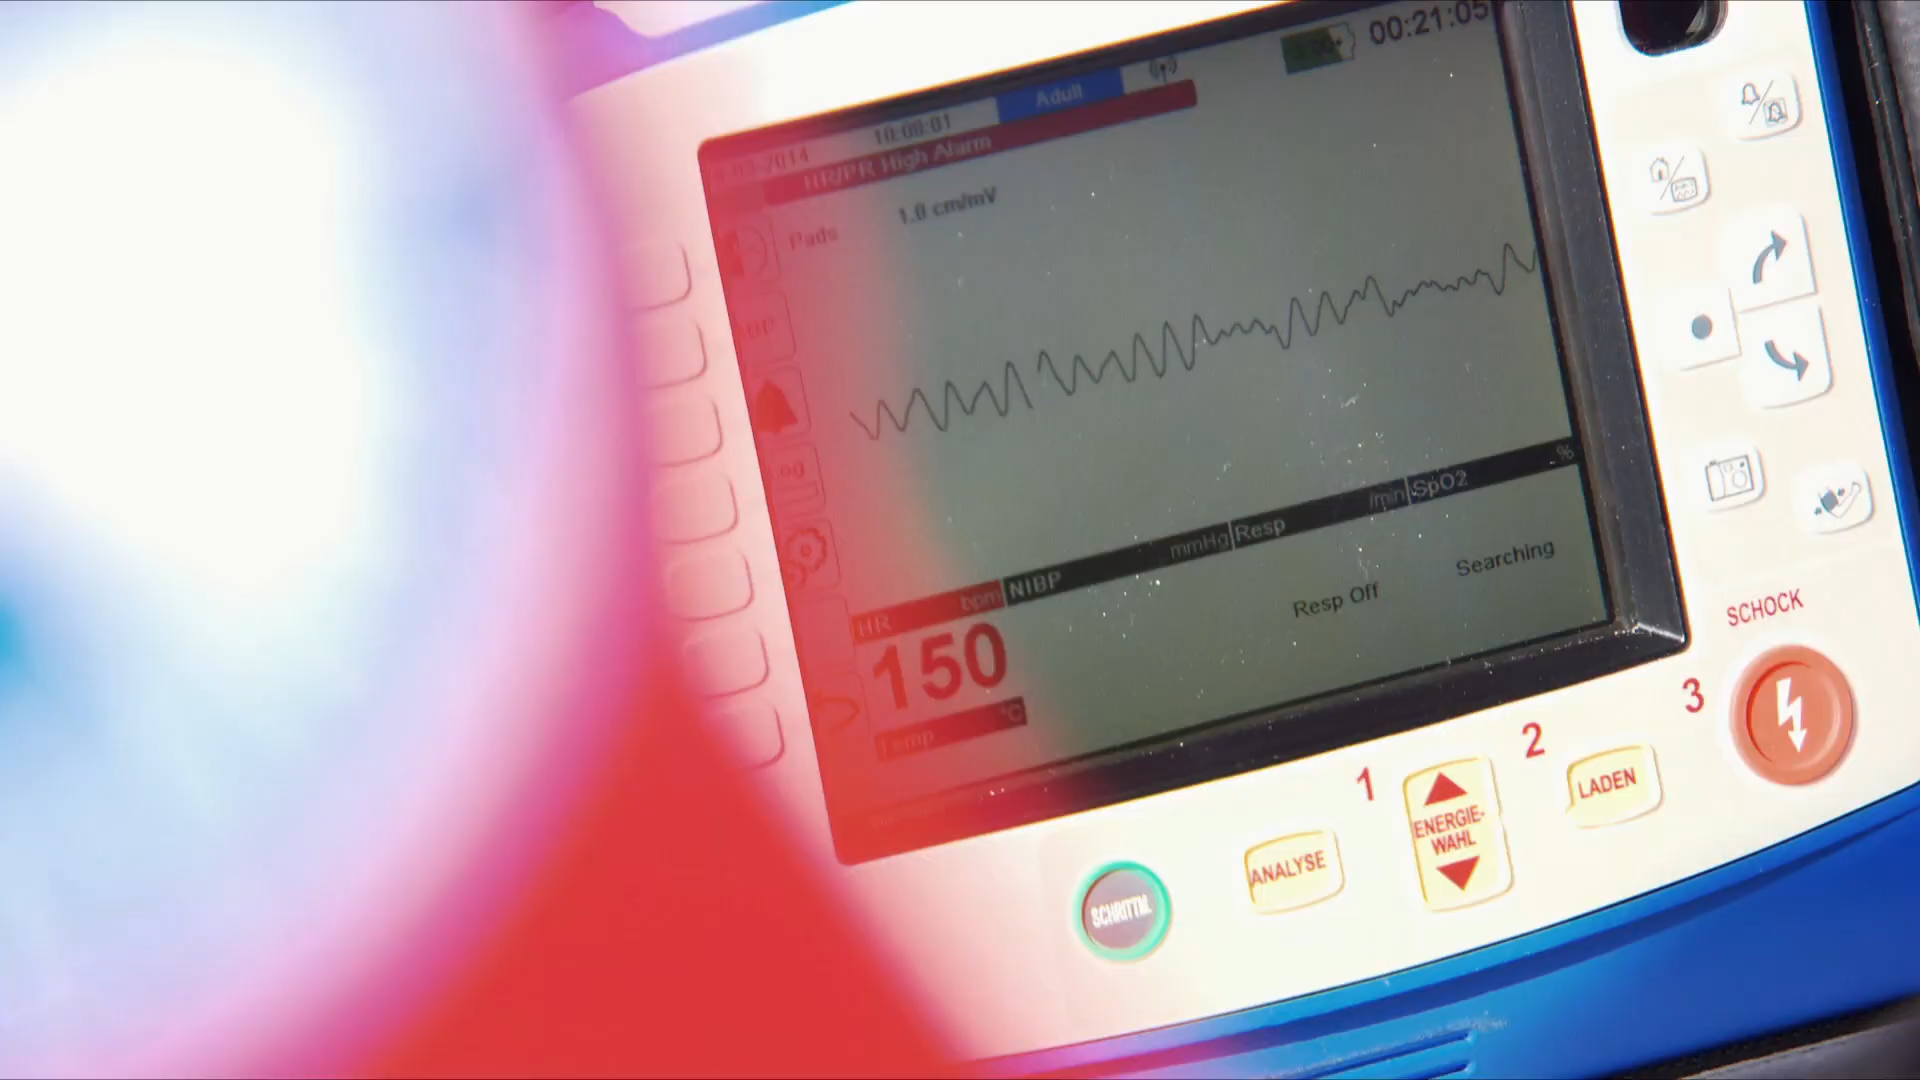 00:21:05
Adult
10:00:01
HR/PR High Alarm
1.0 cm/mV
Pads
%
/min SpO2
mmHg Resp
bpm NIBP
HR
Searching
Resp Off
150
°C
Temp
SCHOCK
3
2
1
LADEN
ENERGIE-
WAHL
ANALYSE
SCHRITTM.